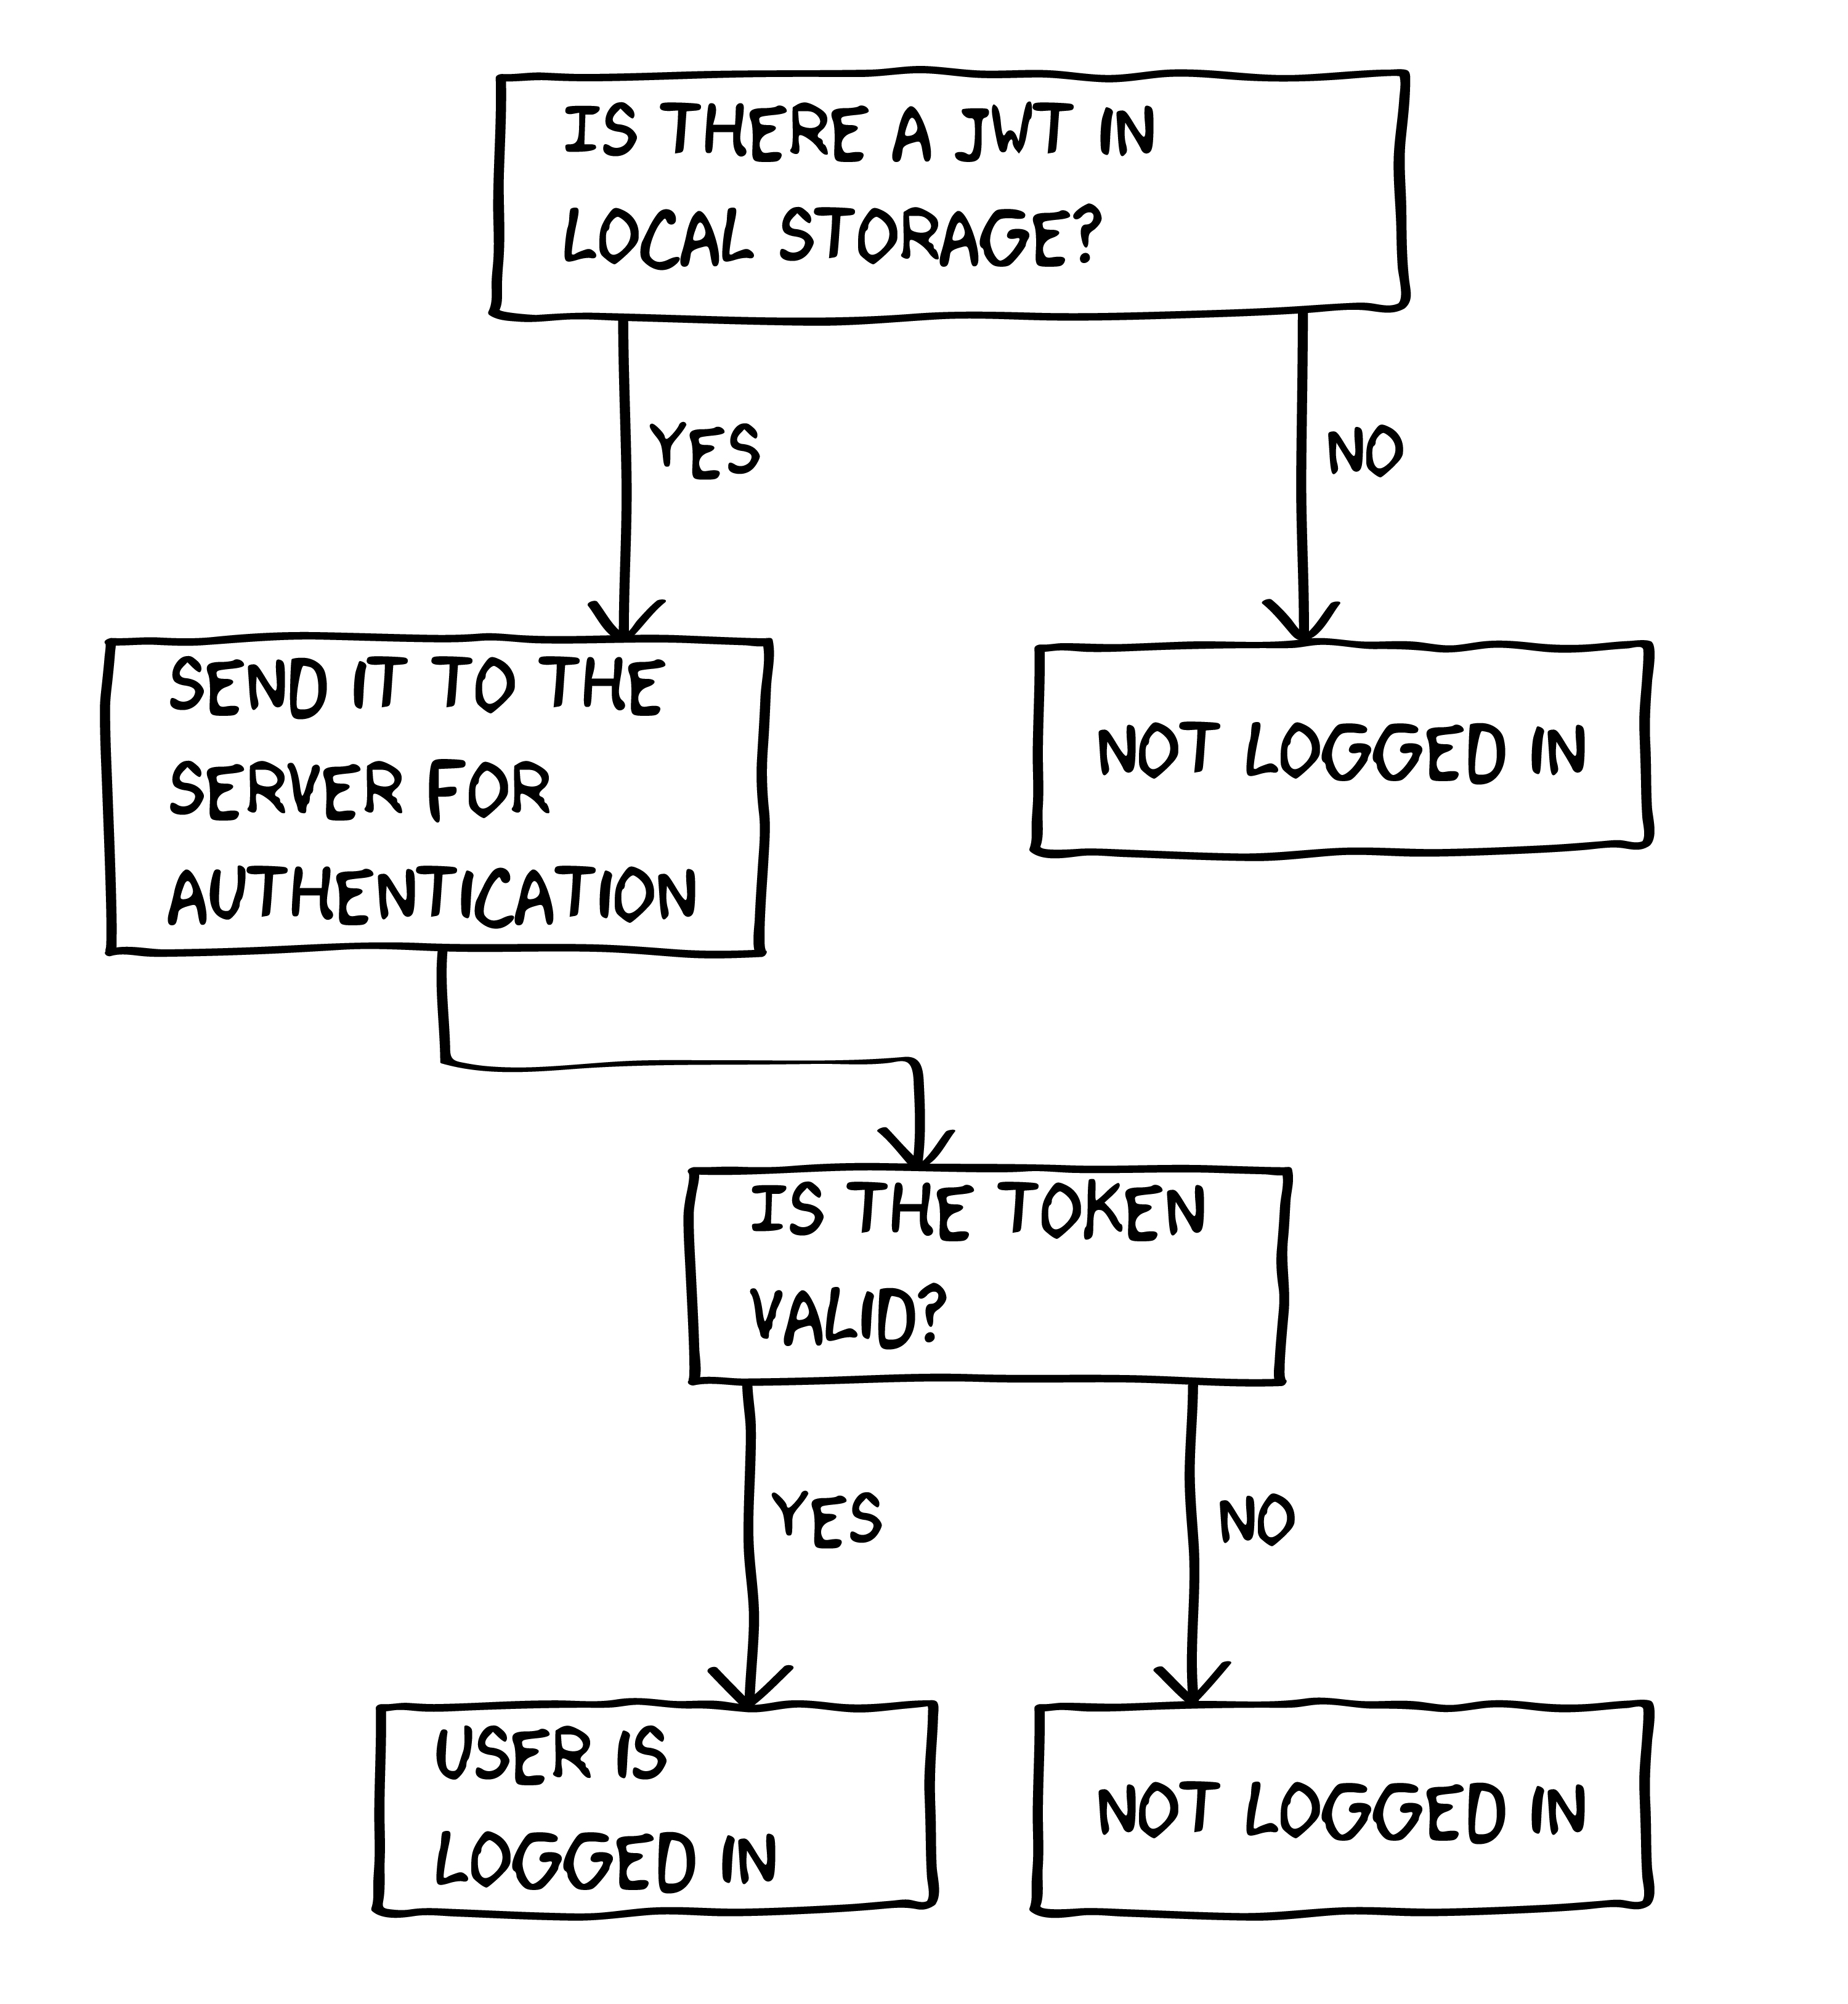 IS THERE A JWT IN
LOCAL STORAGE?
YES
NO
SEND IT TO THE
SERVER FOR
AUTHENTICATION
NOT LOGGED IN
IS THE TOKEN
VALID?
YES
NO
USER IS
LOGGED IN
NOT LOGGED IN